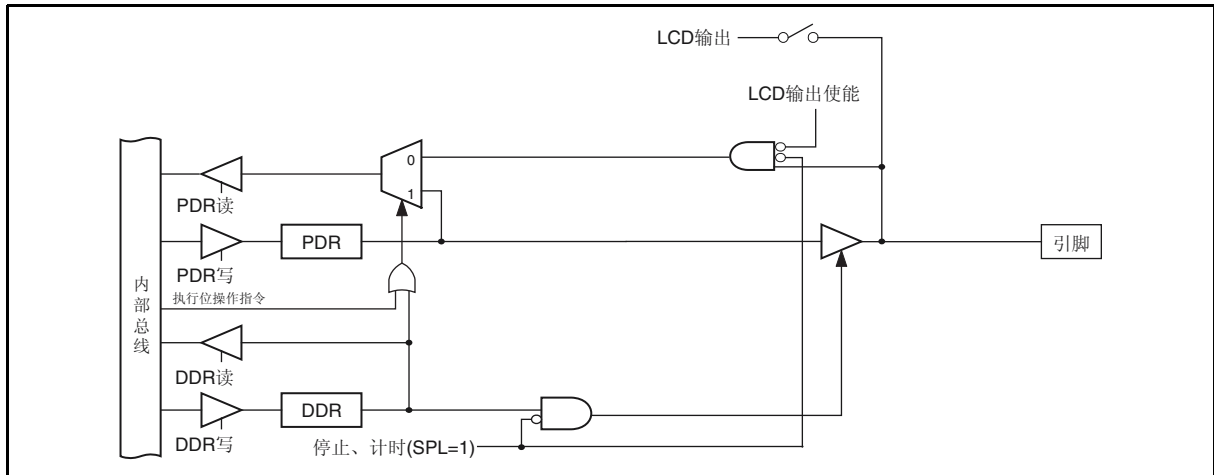 LCD输出
LCD输出使能
0
1
PDR读
PDR
引脚
PDR写
执行位操作指令
内部总线
DDR读
DDR
DDR写
停止、计时(SPL=1)